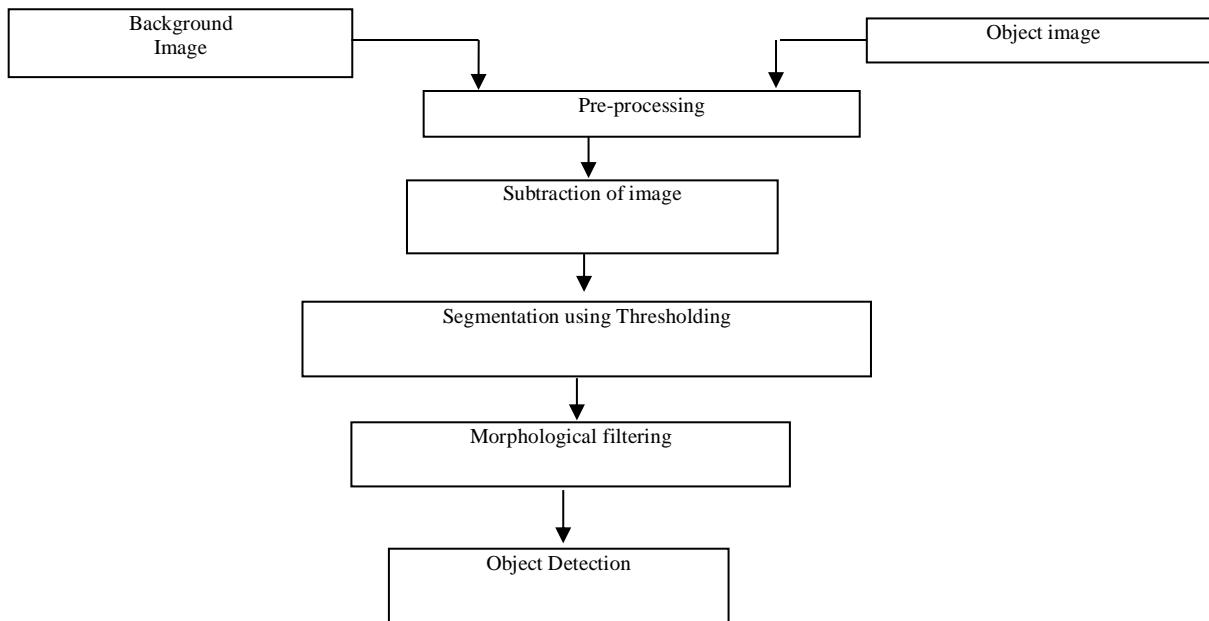 Background
Image
Object image
Pre-processing
Subtraction of image
Segmentation using Thresholding
Morphological filtering
Object Detection